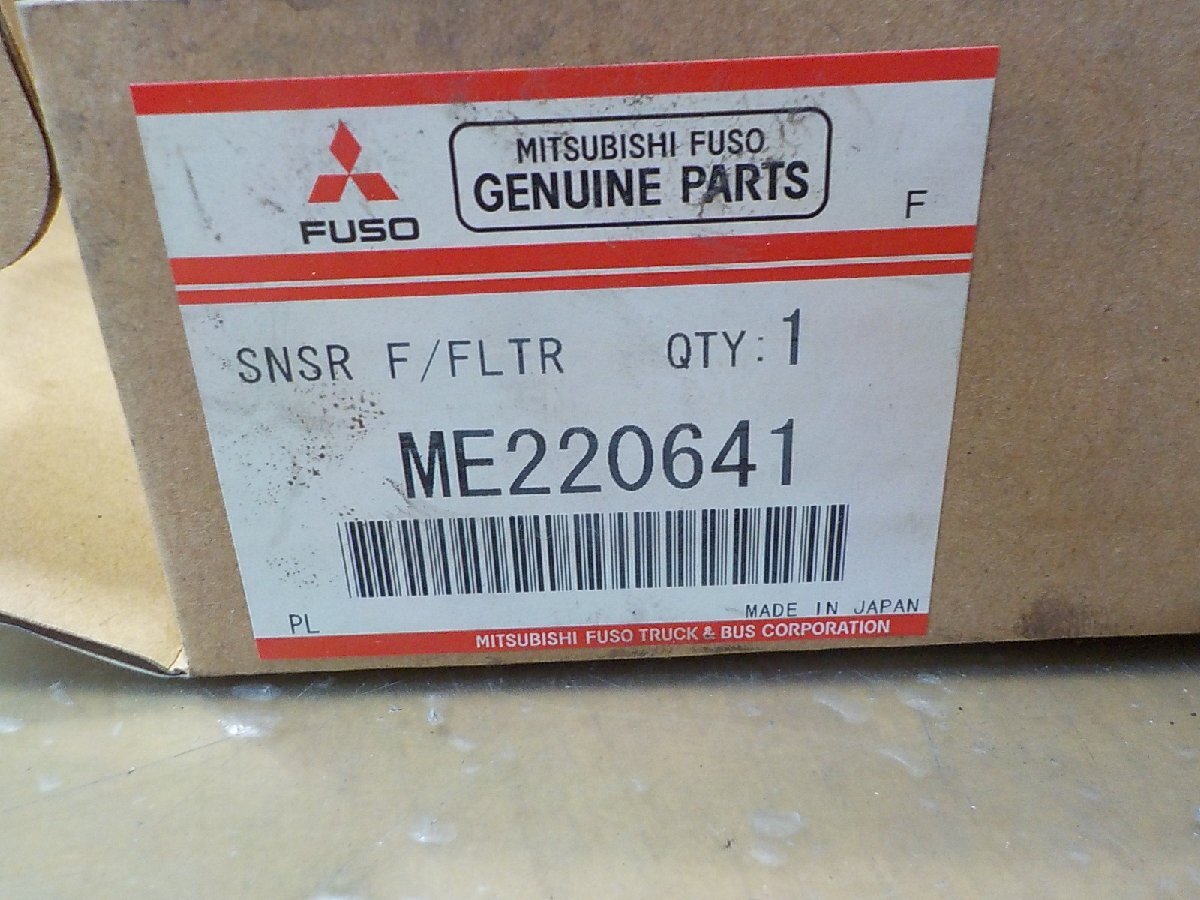 MITSUBISHI FUSO
GENUINE PARTS
FUSO
F
SNSR F/FLTR QTY:1
ME220641
PL
MADE IN JAPAN
MITSUBISHI FUSO TRUCK & BUS CORPORATION